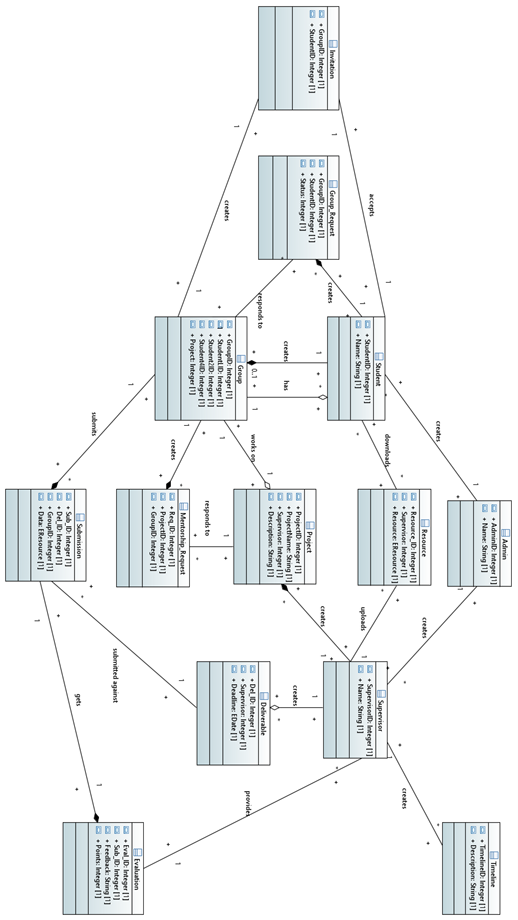 Invitation
+ GroupID: Integer [1]
+ StudentID: Integer [1]
Group_Request
+ GroupID: Integer [1]
+ StudentID: Integer [1]
+ Status: Integer [1]
Student
+ StudentID: Integer [1]
+ Name: String [1]
Group
+ GroupID: Integer [1]
+ Student1ID: Integer [1]
+ Student2ID: Integer [1]
+ Student3ID: Integer [1]
+ StudentIIID: Integer [1]
+ Project: Integer [1]
Admin
+ AdminID: Integer [1]
+ Name: String [1]
Resource
+ Resource_ID: Integer [1]
+ Supervisor: Integer [1]
+ Resource: EResource [1]
Project
+ ProjectID: Integer [1]
+ ProjectName: String [1]
+ Supervisor: Integer [1]
+ Description: String [1]
Mentorship_Request
+ Req_ID: Integer [1]
+ ProjectID: Integer [1]
+ GroupID: Integer [1]
Submission
+ Sub_ID: Integer [1]
+ Del_ID: Integer [1]
+ GroupID: Integer [1]
+ Data: EResource [1]
Supervisor
+ SupervisorID: Integer [1]
+ Name: String [1]
Deliverable
+ Del_ID: Integer [1]
+ Supervisor: Integer [1]
+ Deadline: EDate [1]
Timeline
+ TimelineID: Integer [1]
+ Description: String [1]
Evaluation
+ Eval_ID: Integer [1]
+ Sub_ID: Integer [1]
+ Feedback: String [1]
+ Points: Integer [1]
accepts
creates
creates
responds to
creates
has
0..1
creates
downloads
works on
creates
submits
responds to
creates
uploads
creates
creates
submitted against
gets
provides
creates